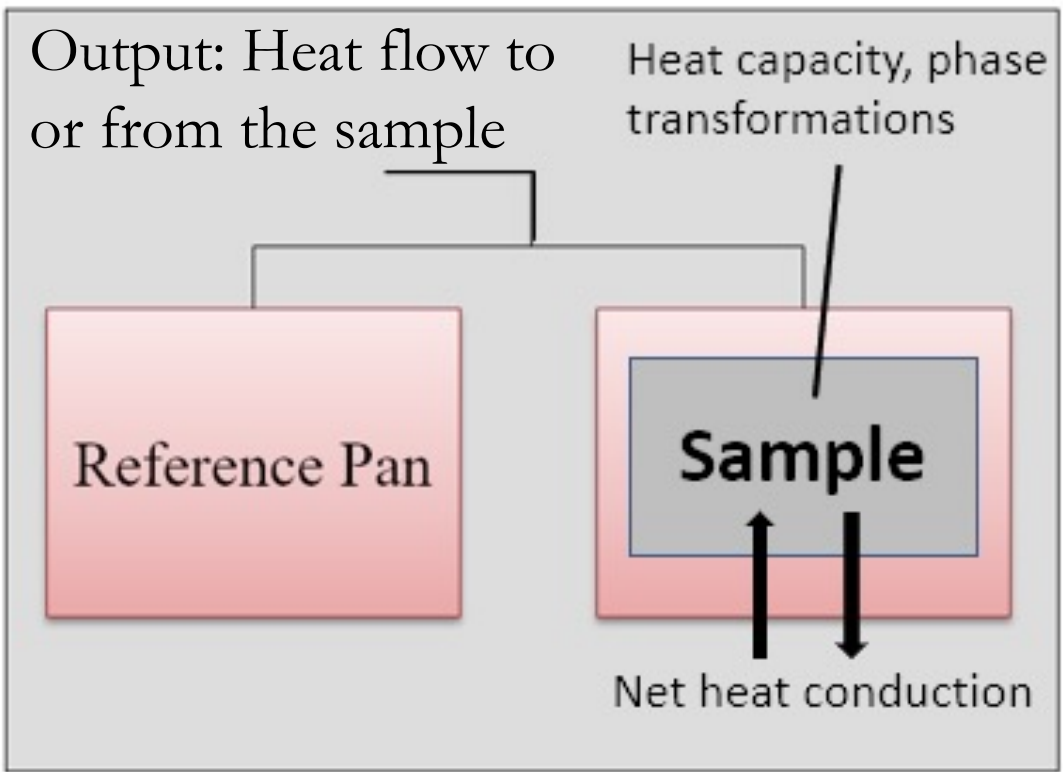 Output: Heat flow to
or from the sample
Heat capacity, phase
transformations
Reference Pan
Sample
Net heat conduction